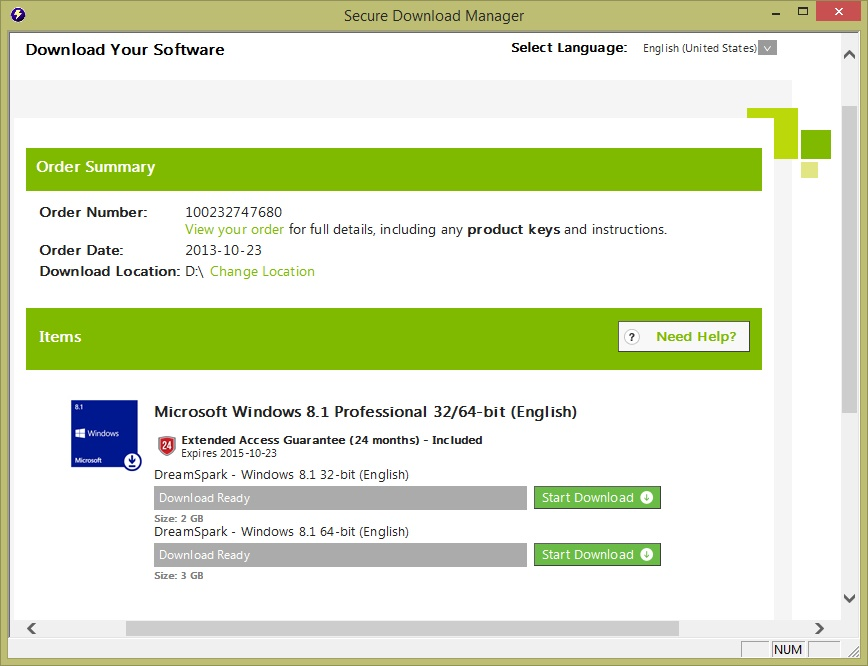 Secure Download Manager
Download Your Software
Select Language: English (United States)
Order Summary
Order Number: 100232747680
View your order for full details, including any product keys and instructions.
Order Date: 2013-10-23
Download Location: D:\ Change Location
Items
? Need Help?
8.1
Windows
Microsoft
Microsoft Windows 8.1 Professional 32/64-bit (English)
24
Extended Access Guarantee (24 months) - Included
Expires 2015-10-23
DreamSpark - Windows 8.1 32-bit (English)
Download Ready Start Download
Size: 2 GB
DreamSpark - Windows 8.1 64-bit (English)
Download Ready Start Download
Size: 3 GB
NUM